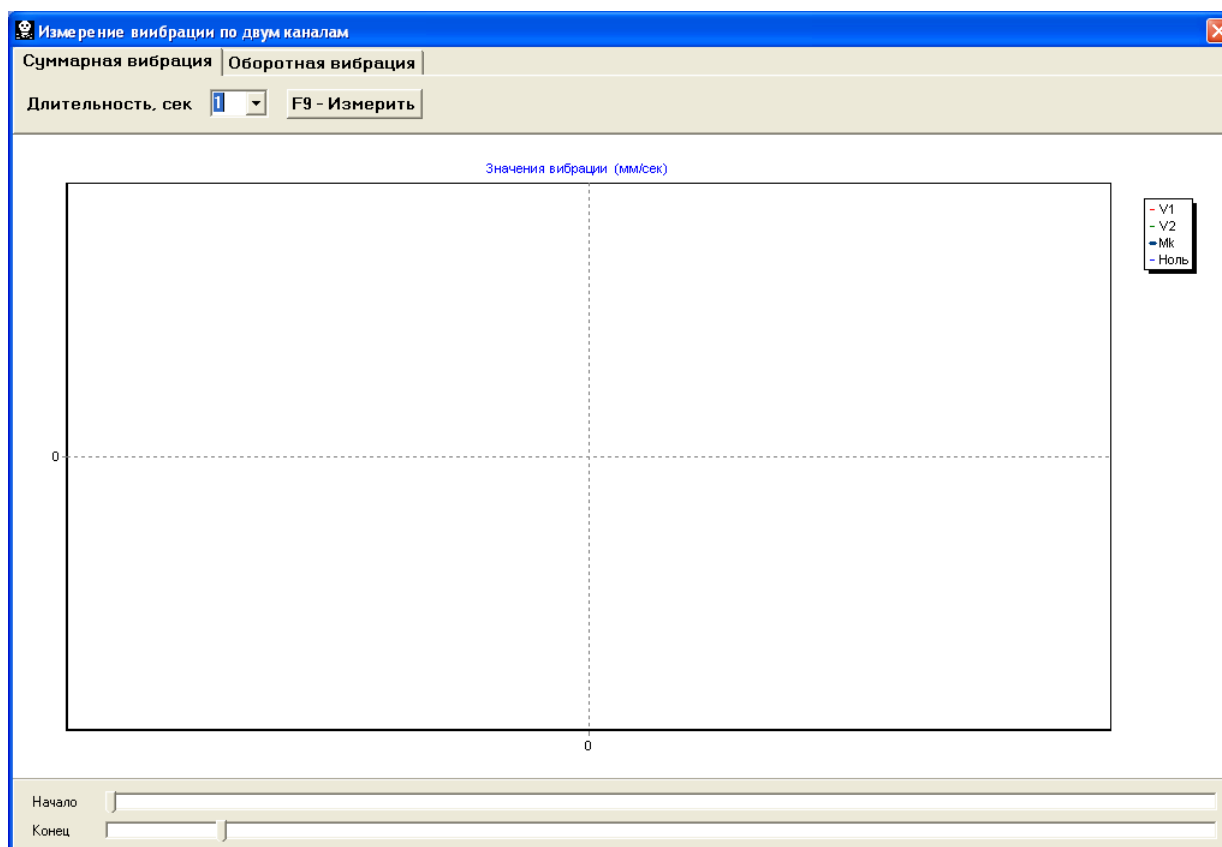 Измерение виибрации по двум каналам
Суммарная вибрация Оборотная вибрация
Длительность, сек 1 F9 - Измерить
Значения вибрации (мм/сек)
V1
V2
Mk
Ноль
0
0
Начало
Конец